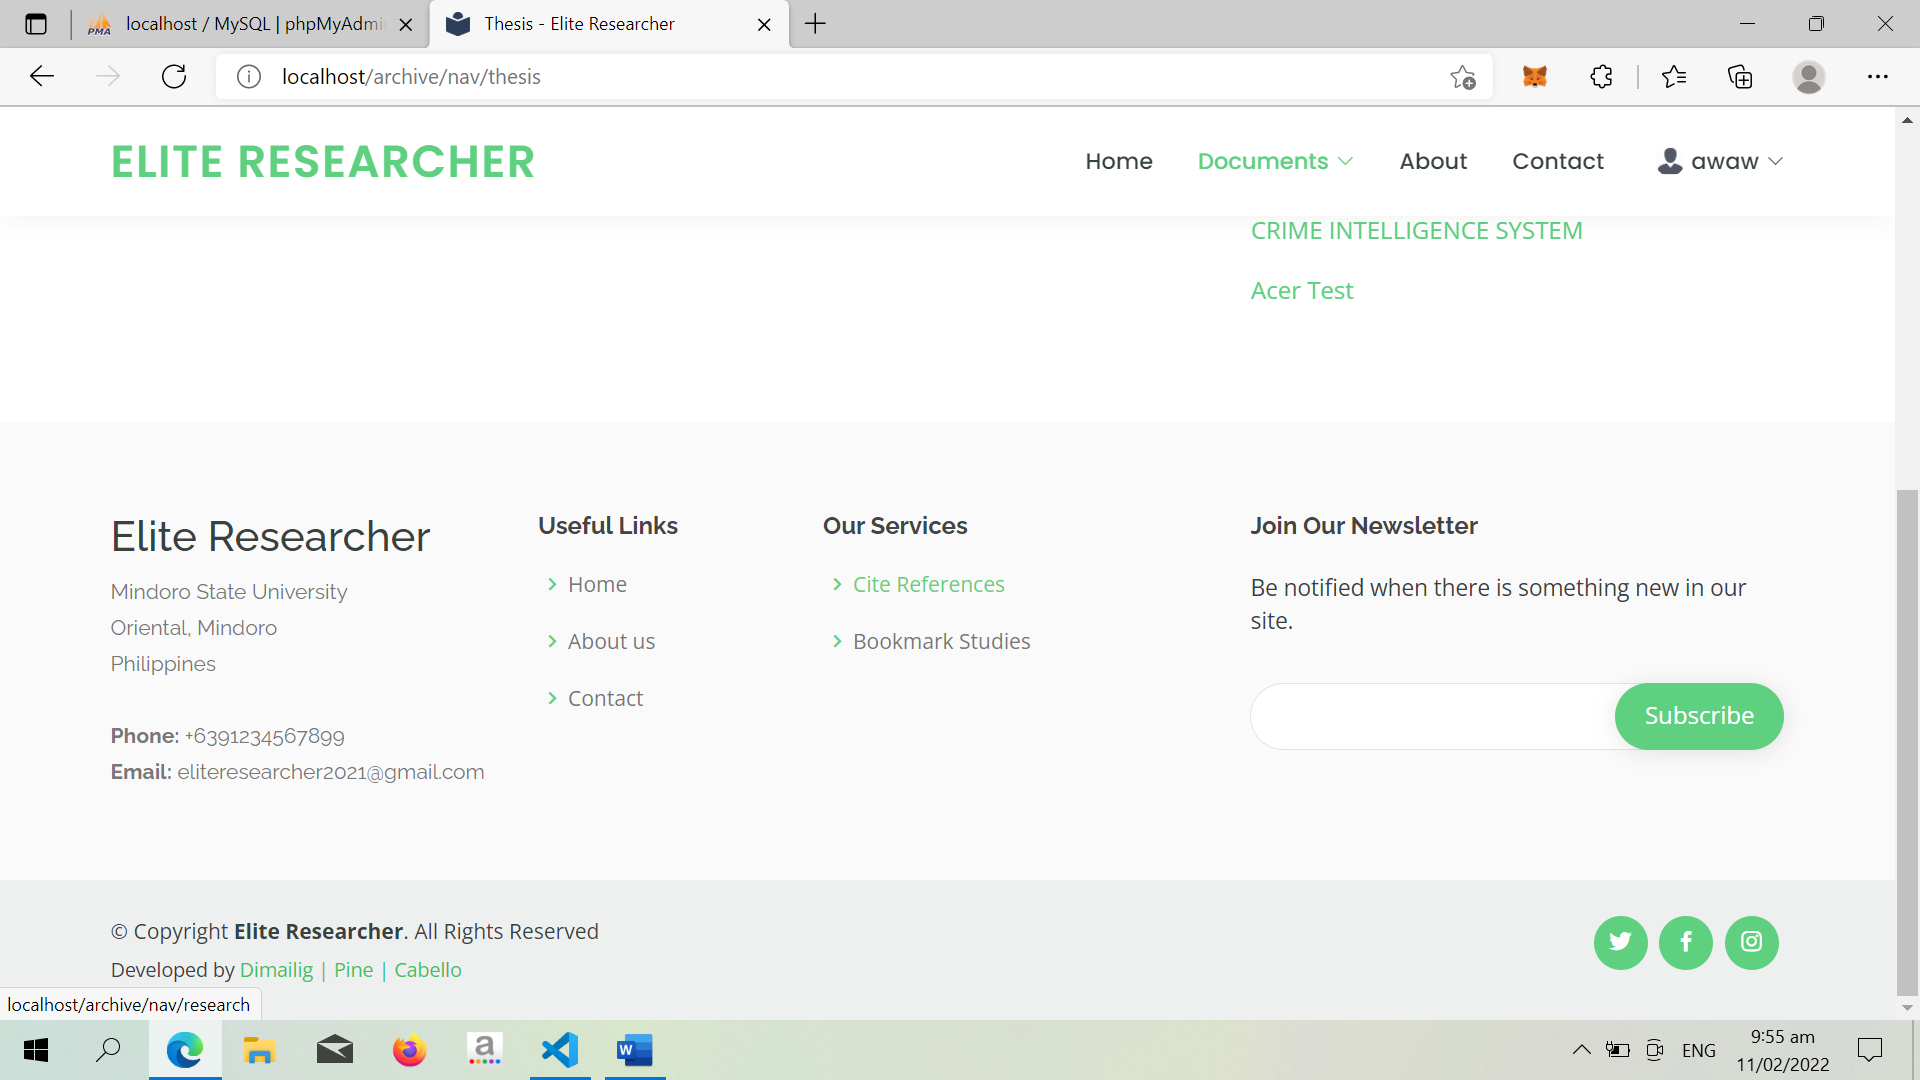 localhost / MySQL | phpMyAdmi
Thesis - Elite Researcher
localhost/archive/nav/thesis
ELITE RESEARCHER
Home
Documents
About
Contact
awaw
CRIME INTELLIGENCE SYSTEM
Acer Test
Elite Researcher
Mindoro State University
Oriental, Mindoro
Philippines
Phone: +6391234567899
Email: eliteresearcher2021@gmail.com
Useful Links
Home
About us
Contact
Our Services
Cite References
Bookmark Studies
Join Our Newsletter
Be notified when there is something new in our
site.
Subscribe
© Copyright Elite Researcher. All Rights Reserved
Developed by Dimailig | Pine | Cabello
localhost/archive/nav/research
ENG
9:55 am
11/02/2022